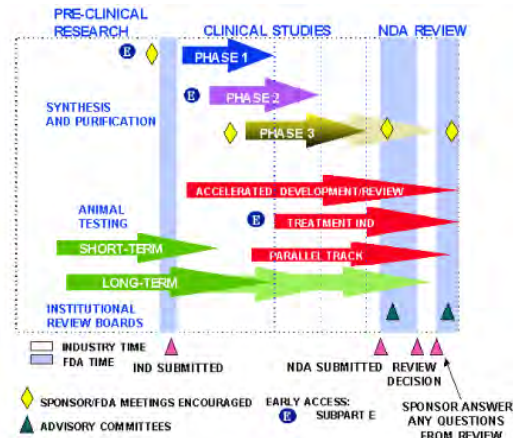 PRE-CLINICAL
RESEARCH
CLINICAL STUDIES
NDA REVIEW
E
PHASE 1
E
PHASE 2
SYNTHESIS
AND PURIFICATION
PHASE 3
ACCELERATED DEVELOPMENT/REVIEW
ANIMAL
TESTING
E
TREATMENT IND
SHORT-TERM
PARALLEL TRACK
LONG-TERM
INSTITUTIONAL
REVIEW BOARDS
INDUSTRY TIME
FDA TIME
IND SUBMITTED
NDA SUBMITTED
REVIEW
DECISION
SPONSOR/FDA MEETINGS ENCOURAGED
ADVISORY COMMITTEES
EARLY ACCESS:
E
SUBPART E
SPONSOR ANSWER
ANY QUESTIONS
FROM REVIEW